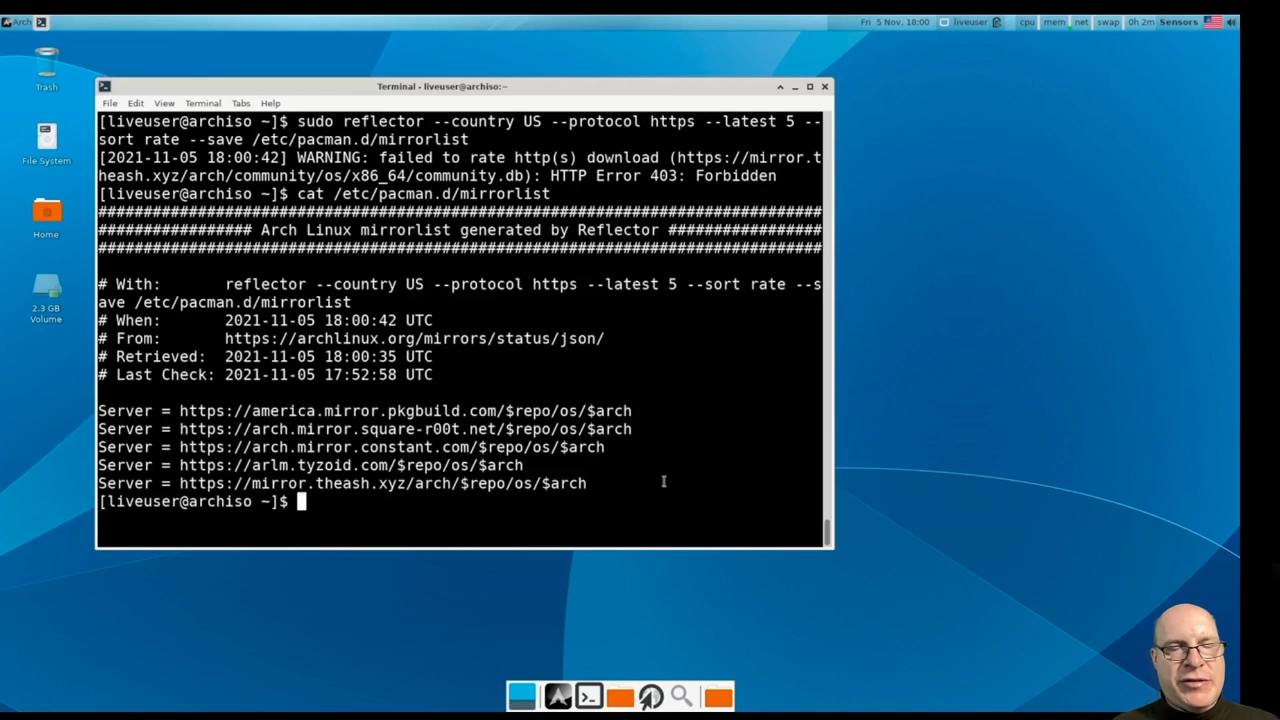 Arch
Fri 5 Nov, 18:00 liveuser cpu mem net swap 0h 2m Sensors
Trash
File System
Home
2.3 GB
Volume
Terminal - liveuser@archiso:~
File Edit View Terminal Tabs Help
[liveuser@archiso ~]$ sudo reflector --country US --protocol https --latest 5 --
sort rate --save /etc/pacman.d/mirrorlist
[2021-11-05 18:00:42] WARNING: failed to rate http(s) download (https://mirror.t
heash.xyz/arch/community/os/x86_64/community.db): HTTP Error 403: Forbidden
[liveuser@archiso ~]$ cat /etc/pacman.d/mirrorlist
################################################################################
################# Arch Linux mirrorlist generated by Reflector #################
################################################################################
# With:       reflector --country US --protocol https --latest 5 --sort rate --s
ave /etc/pacman.d/mirrorlist
# When:       2021-11-05 18:00:42 UTC
# From:       https://archlinux.org/mirrors/status/json/
# Retrieved:  2021-11-05 18:00:35 UTC
# Last Check: 2021-11-05 17:52:58 UTC
Server = https://america.mirror.pkgbuild.com/$repo/os/$arch
Server = https://arch.mirror.square-r00t.net/$repo/os/$arch
Server = https://arch.mirror.constant.com/$repo/os/$arch
Server = https://arlm.tyzoid.com/$repo/os/$arch
Server = https://mirror.theash.xyz/arch/$repo/os/$arch
[liveuser@archiso ~]$